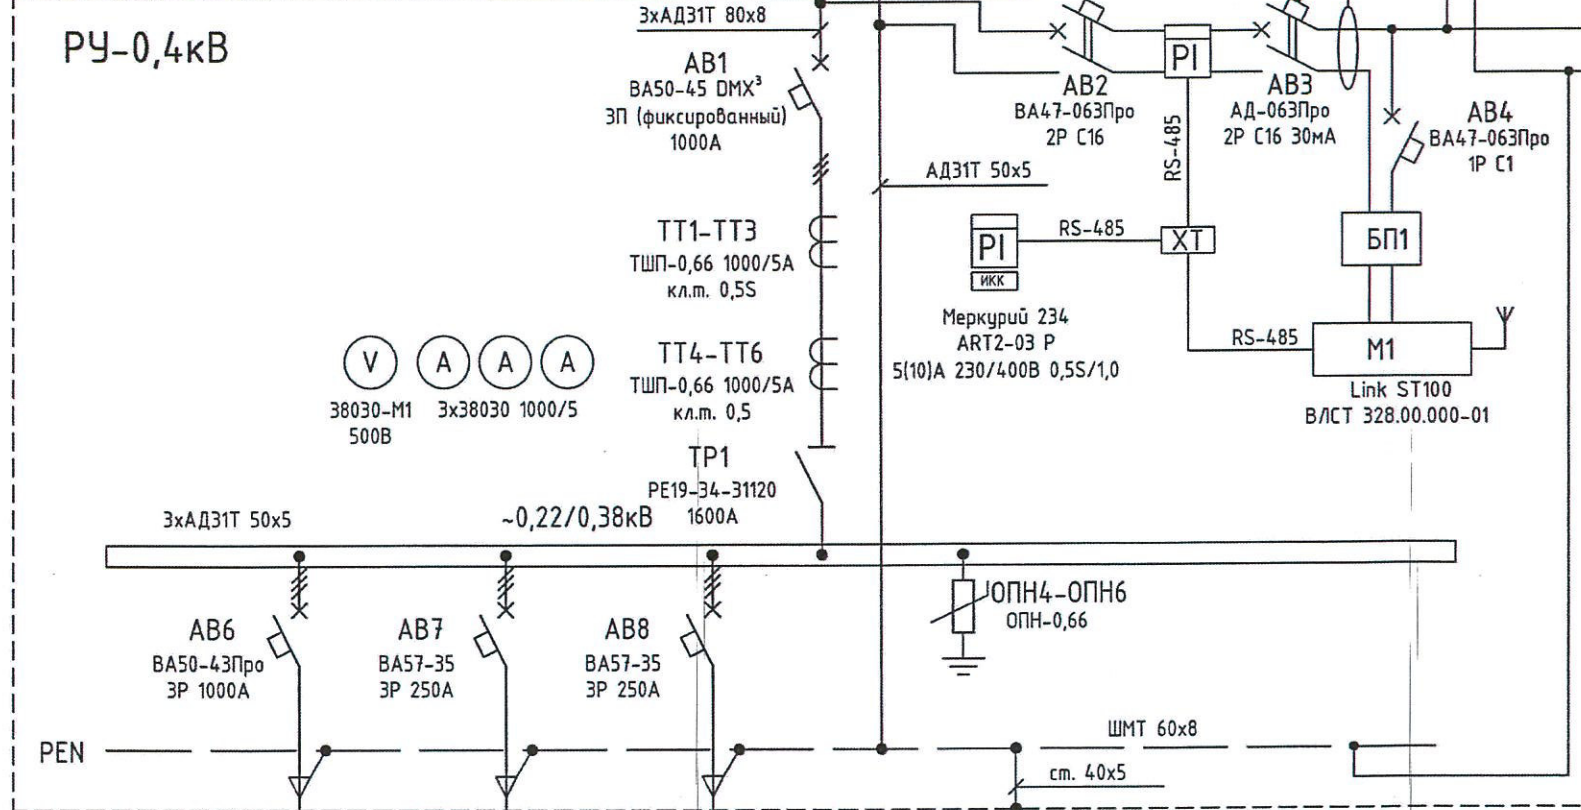 3хАД31Т 80х8
РУ-0,4кВ
АВ1
ВА50-45 DMX³
3П (фиксированный)
1000А
PI
АВ2
ВА47-063Про
2Р С16
АВ3
АД-063Про
2Р С16 30мА
АВ4
ВА47-063Про
1Р С1
RS-485
АД31Т 50х5
ТТ1-ТТ3
ТШП-0,66 1000/5А
кл.т. 0,5S
PI
ИКК
RS-485
ХТ
БП1
Меркурий 234
ART2-03 P
5(10)А 230/400В 0,5S/1,0
RS-485
М1
Link ST100
ВЛСТ 328.00.000-01
V
А
А
А
38030-М1
500В
3х38030 1000/5
ТТ4-ТТ6
ТШП-0,66 1000/5А
кл.т. 0,5
ТР1
РЕ19-34-31120
1600А
3хАД31Т 50х5
~0,22/0,38кВ
ОПН4-ОПН6
ОПН-0,66
АВ6
ВА50-43Про
3Р 1000А
АВ7
ВА57-35
3Р 250А
АВ8
ВА57-35
3Р 250А
PEN
ШМТ 60х8
ст. 40х5